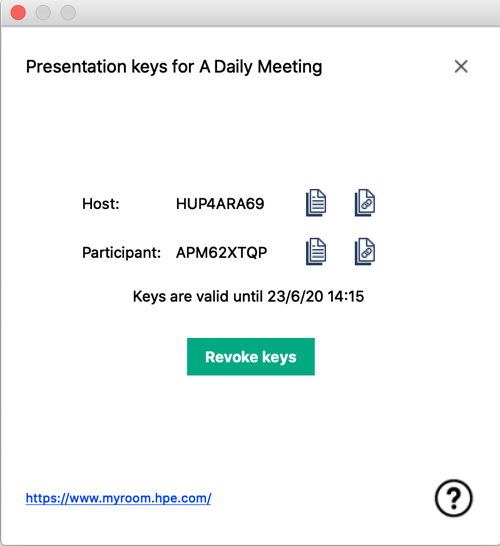 Presentation keys for A Daily Meeting
Host: HUP4ARA69
Participant: APM62XTQP
Keys are valid until 23/6/20 14:15
Revoke keys
https://www.myroom.hpe.com/
?